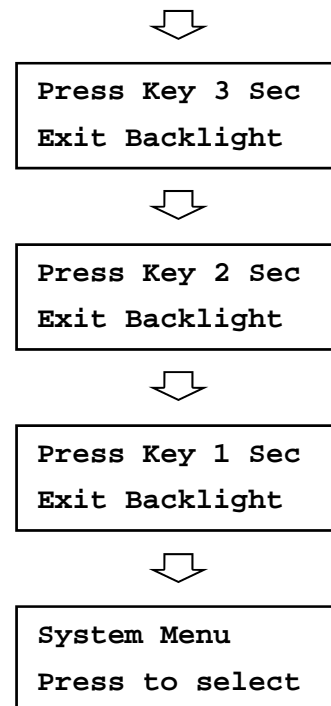 Press Key 3 Sec
Exit Backlight
Press Key 2 Sec
Exit Backlight
Press Key 1 Sec
Exit Backlight
System Menu
Press to select